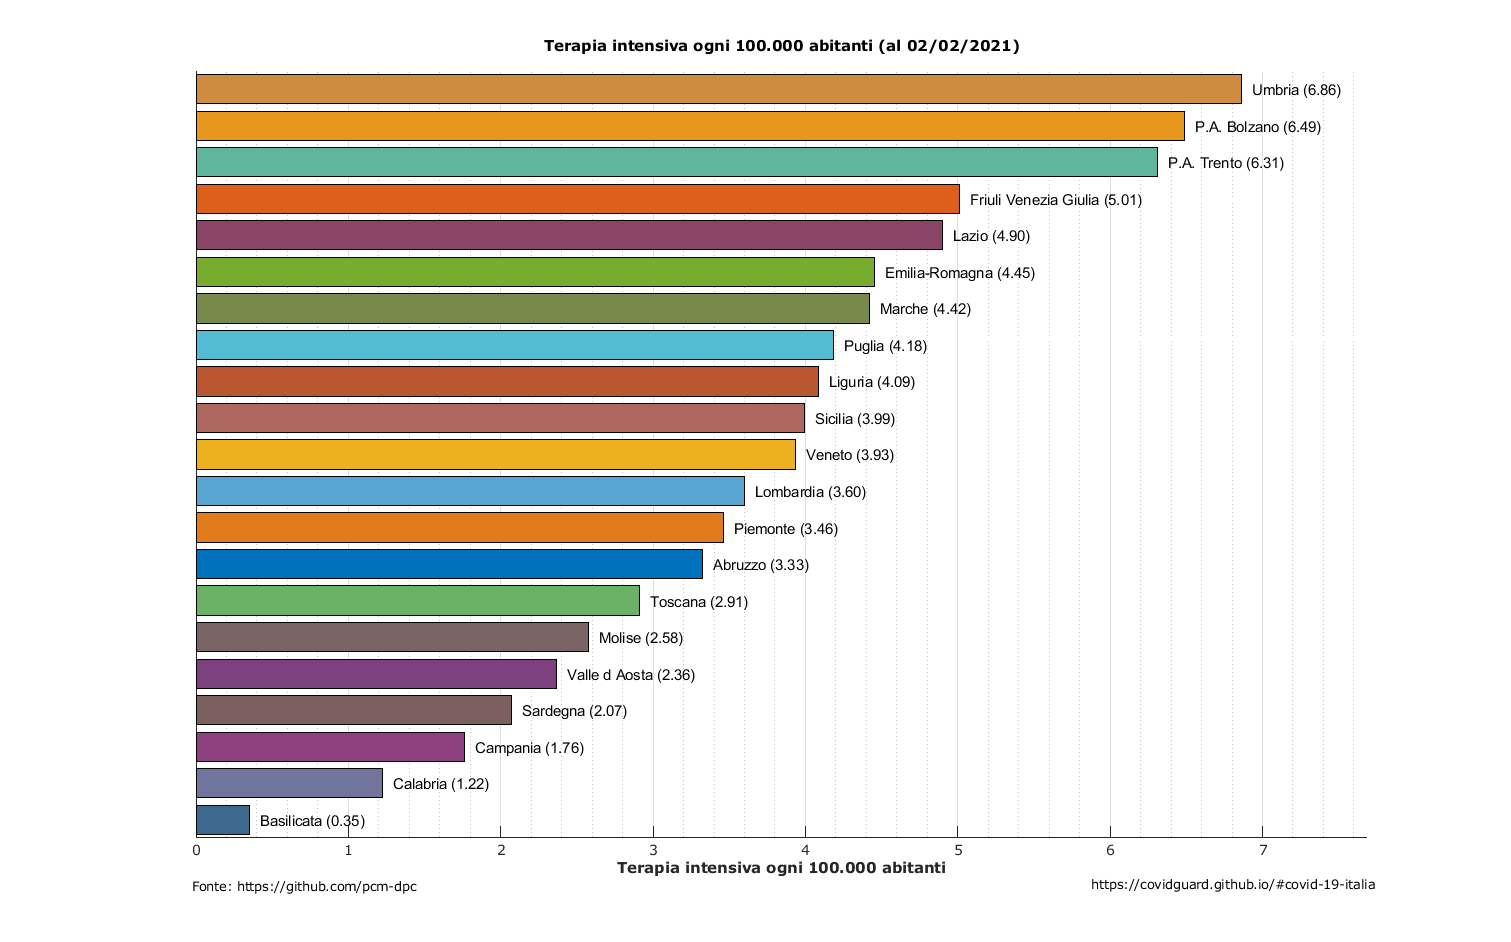 Terapia intensiva ogni 100.000 abitanti (al 02/02/2021)
Umbria (6.86)
P.A. Bolzano (6.49)
P.A. Trento (6.31)
Friuli Venezia Giulia (5.01)
Lazio (4.90)
Emilia-Romagna (4.45)
Marche (4.42)
Puglia (4.18)
Liguria (4.09)
Sicilia (3.99)
Veneto (3.93)
Lombardia (3.60)
Piemonte (3.46)
Abruzzo (3.33)
Toscana (2.91)
Molise (2.58)
Valle d Aosta (2.36)
Sardegna (2.07)
Campania (1.76)
Calabria (1.22)
Basilicata (0.35)
0 1 2 3 4 5 6 7
Terapia intensiva ogni 100.000 abitanti
Fonte: https://github.com/pcm-dpc
https://covidguard.github.io/#covid-19-italia